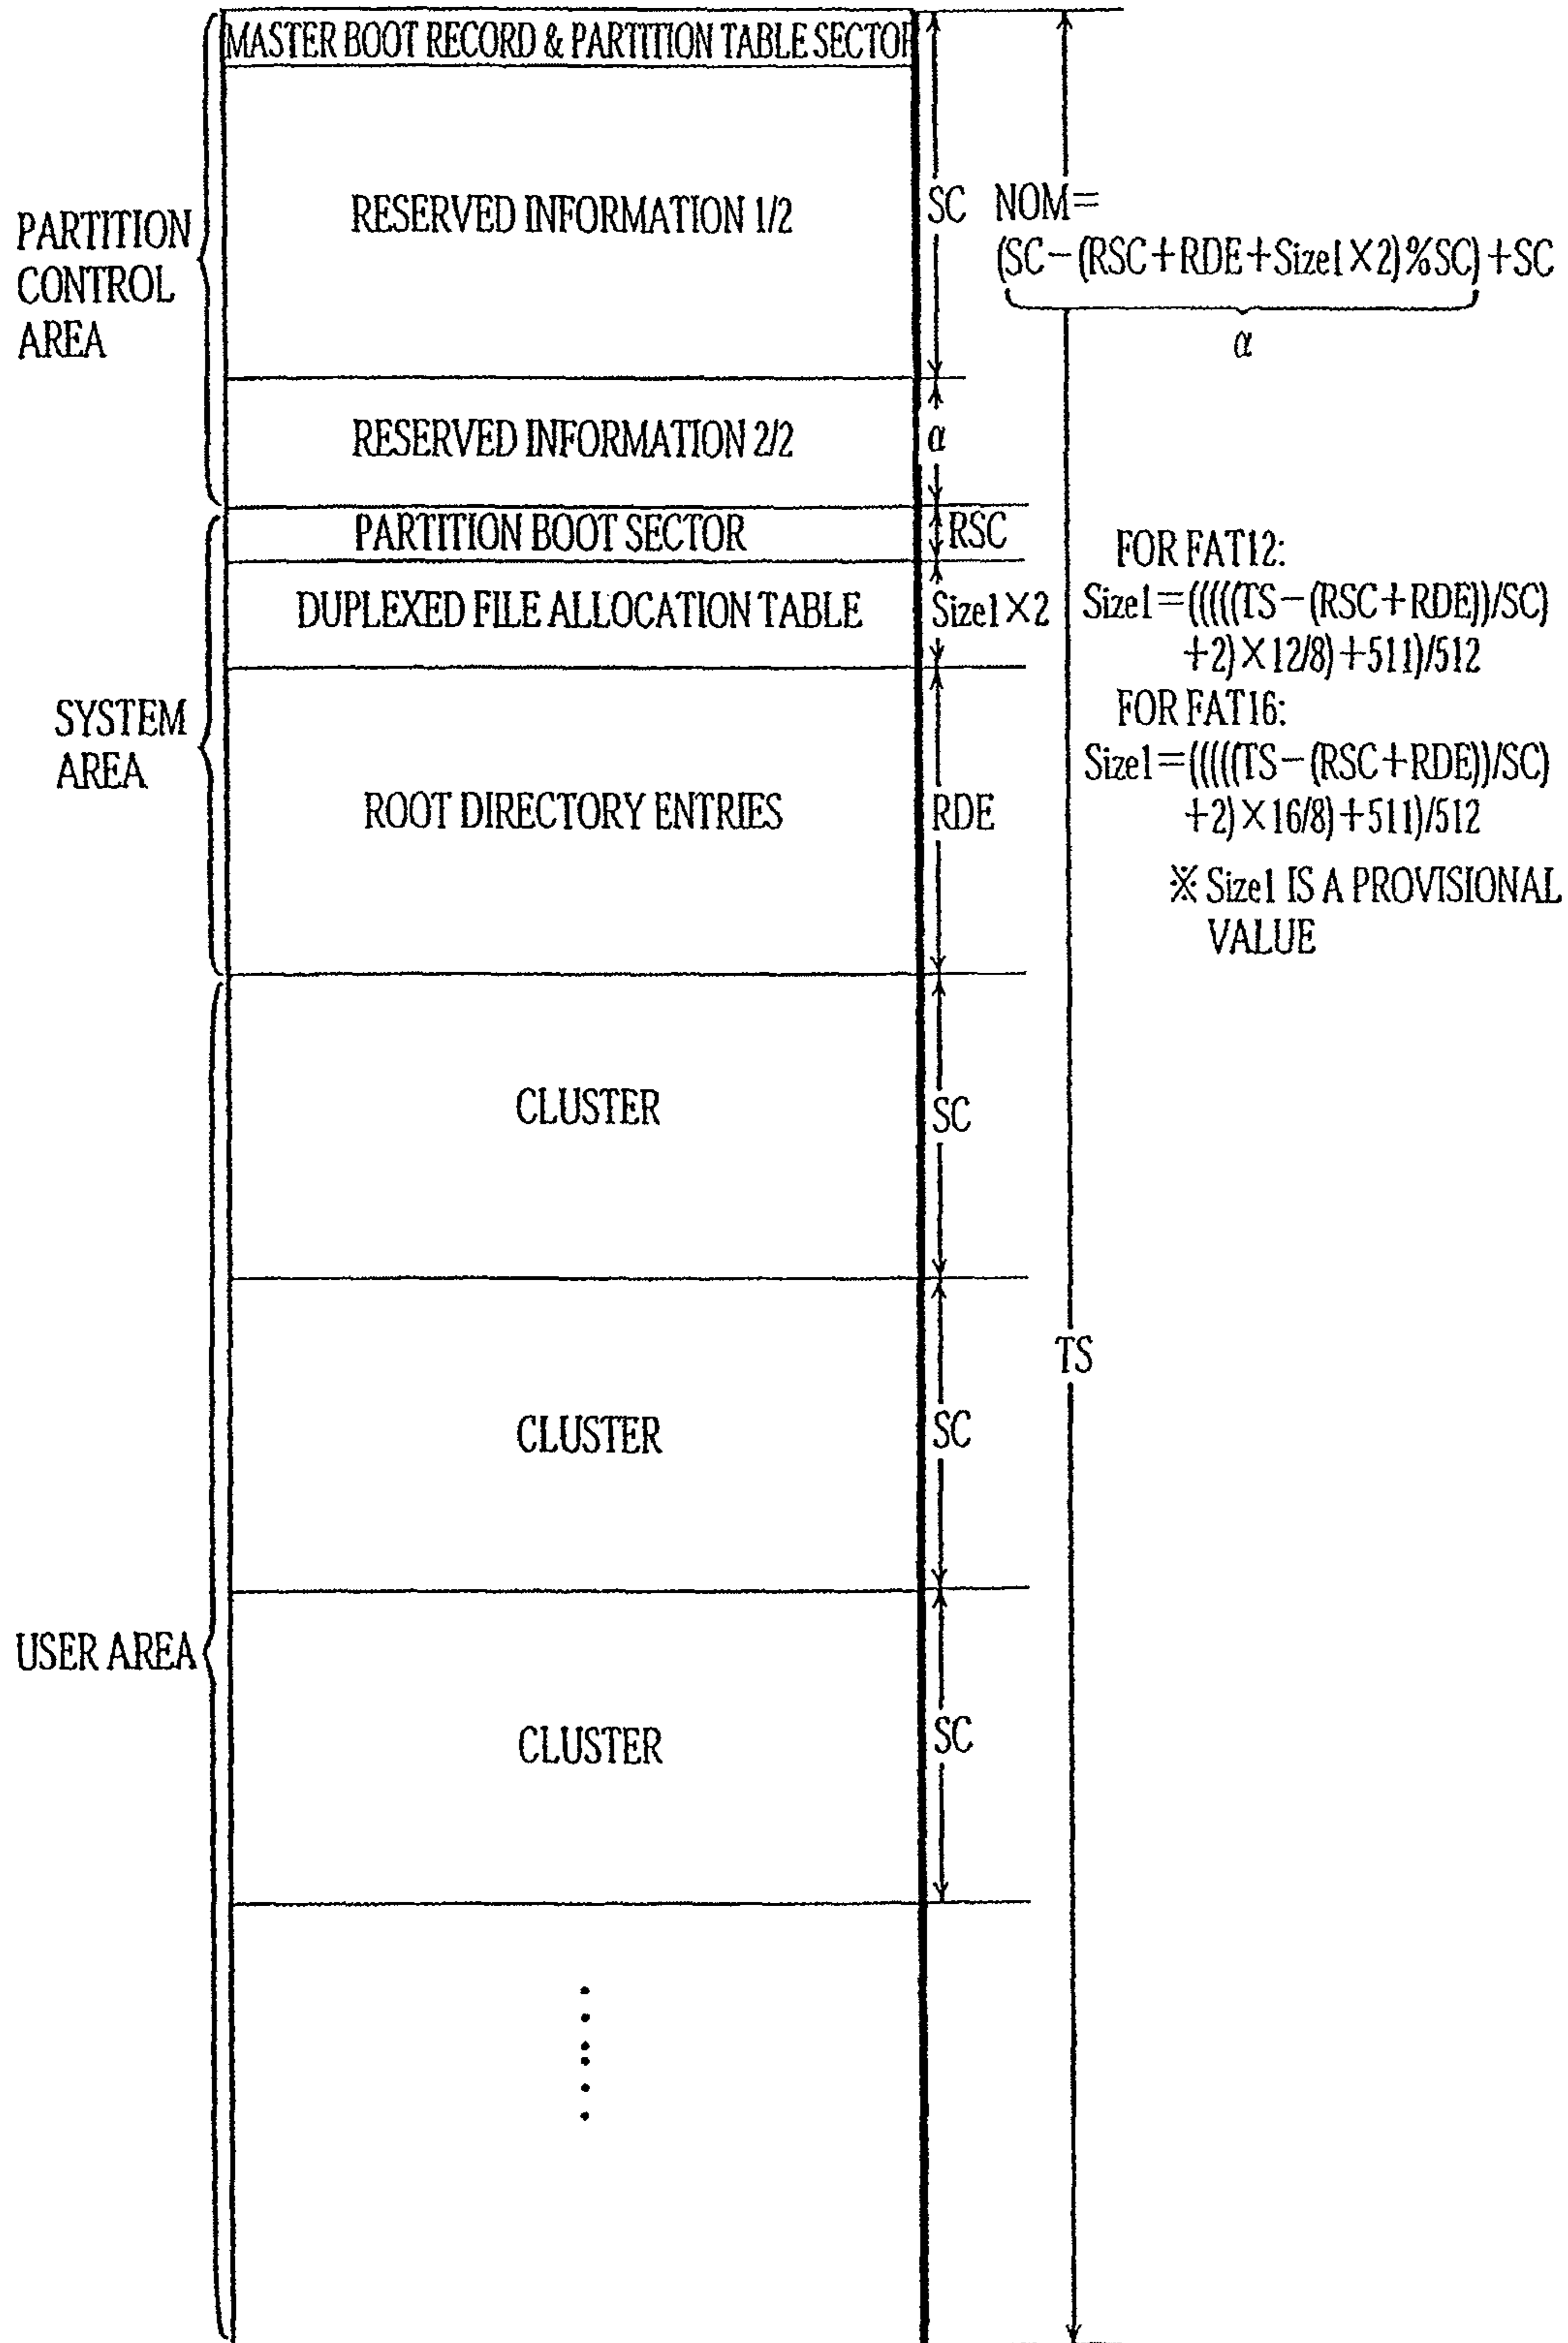 MASTER BOOT RECORD & PARTITION TABLE SECTOR
PARTITION
CONTROL
AREA
RESERVED INFORMATION 1/2
SC
NOM=
(SC-(RSC+RDE+Size1×2)%SC)+SC
α
RESERVED INFORMATION 2/2
α
PARTITION BOOT SECTOR
RSC
DUPLEXED FILE ALLOCATION TABLE
Size1×2
FOR FAT12:
Size1=(((((TS-(RSC+RDE))/SC)
+2)×12/8)+511)/512
FOR FAT16:
Size1=(((((TS-(RSC+RDE))/SC)
+2)×16/8)+511)/512
※ Size1 IS A PROVISIONAL
VALUE
SYSTEM
AREA
ROOT DIRECTORY ENTRIES
RDE
CLUSTER
SC
TS
CLUSTER
SC
USER AREA
CLUSTER
SC